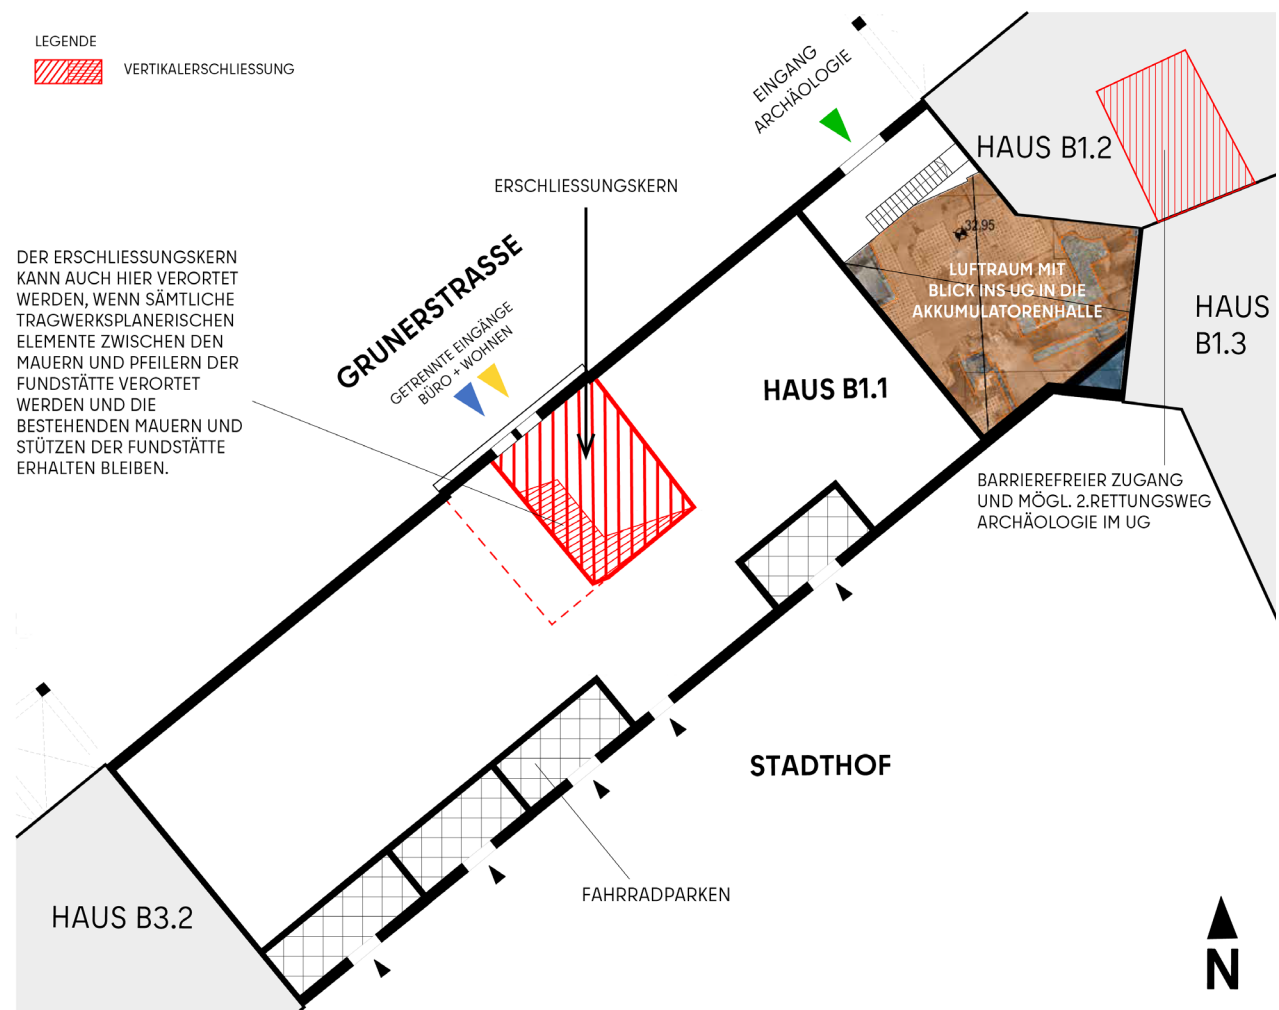 LEGENDE
VERTIKALERSCHLIESSUNG
EINGANG
ARCHÄOLOGIE
HAUS B1.2
ERSCHLIESSUNGSKERN
32,95
LUFTRAUM MIT
BLICK INS UG IN DIE
AKKUMULATORENHALLE
DER ERSCHLIESSUNGSKERN
KANN AUCH HIER VERORTET
WERDEN, WENN SÄMTLICHE
TRAGWERKSPLANERISCHEN
ELEMENTE ZWISCHEN DEN
MAUERN UND PFEILERN DER
FUNDSTÄTTE VERORTET
WERDEN UND DIE
BESTEHENDEN MAUERN UND
STÜTZEN DER FUNDSTÄTTE
ERHALTEN BLEIBEN.
GRUNERSTRASSE
GETRENNTE EINGÄNGE
BÜRO + WOHNEN
HAUS
B1.3
HAUS B1.1
BARRIEREFREIER ZUGANG
UND MÖGL. 2.RETTUNGSWEG
ARCHÄOLOGIE IM UG
STADTHOF
FAHRRADPARKEN
HAUS B3.2
N